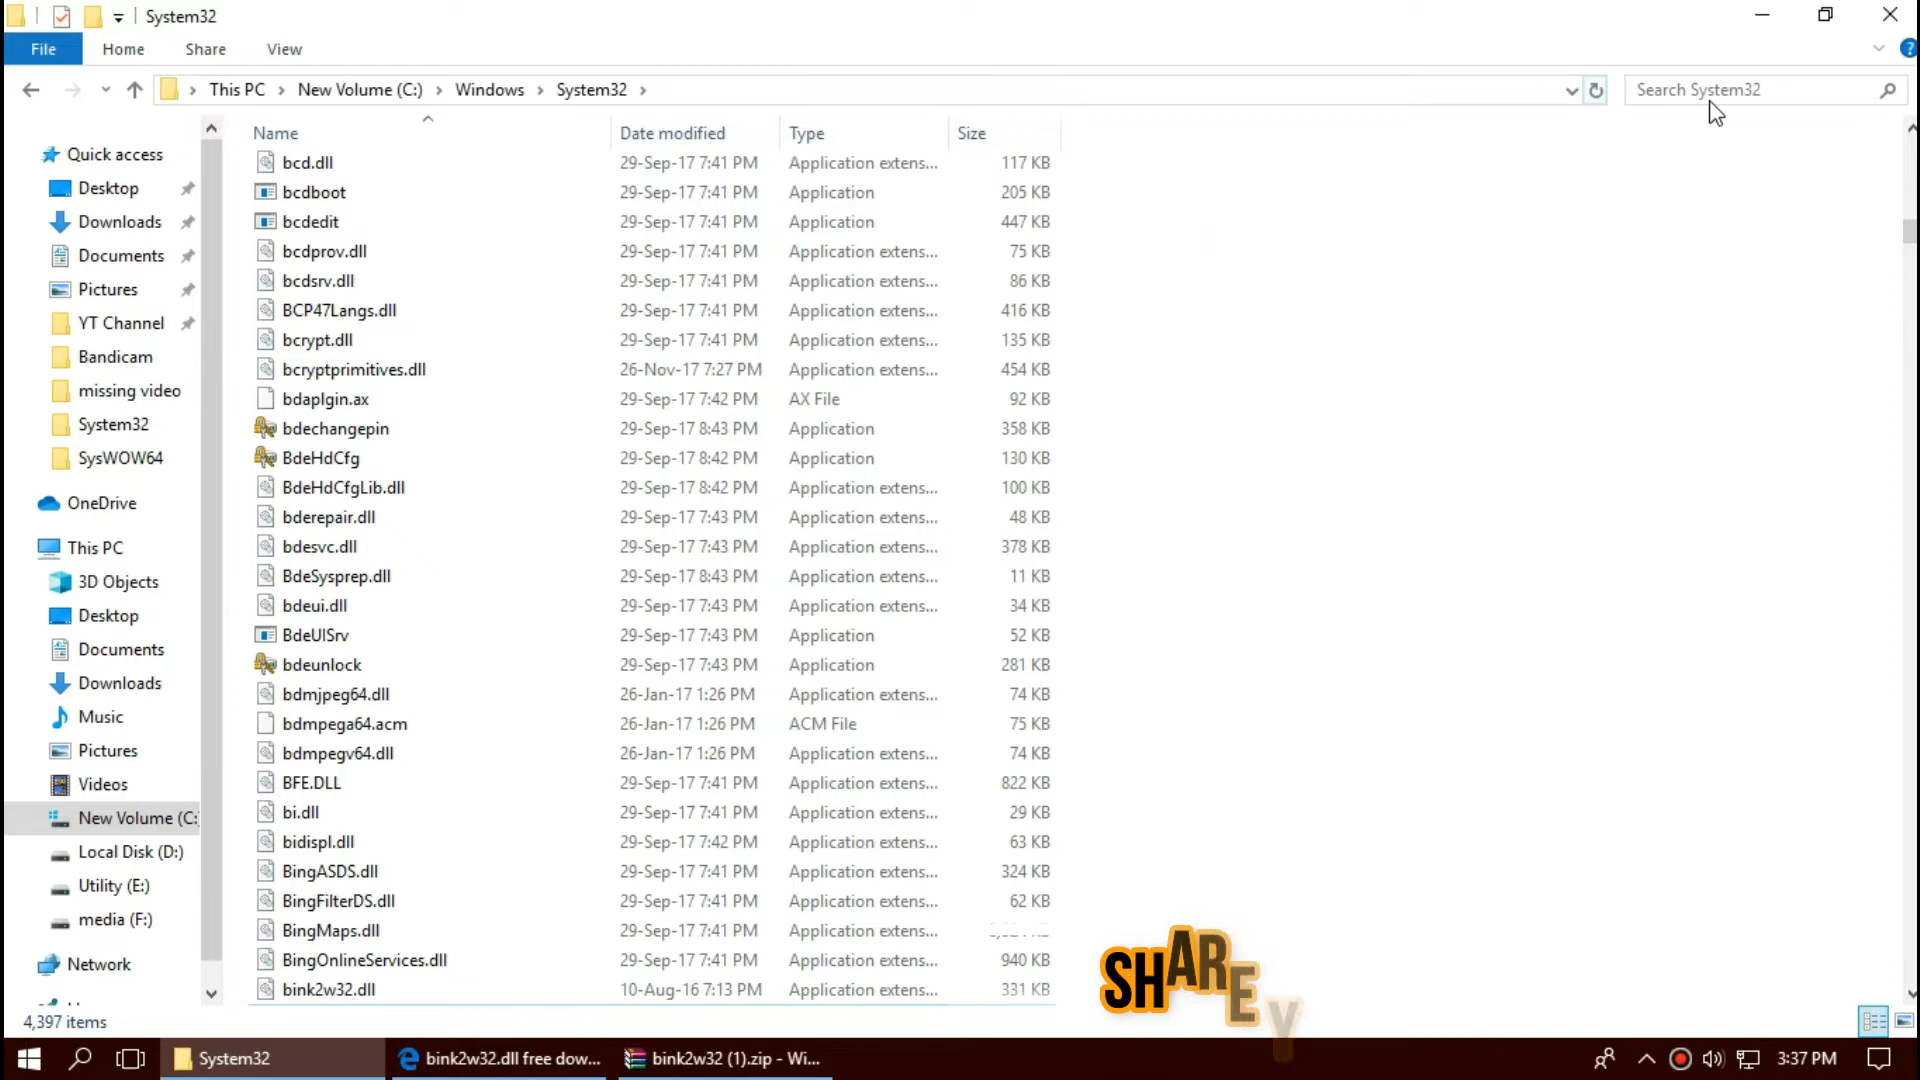 System32
File Home Share View
This PC New Volume (C:) Windows System32
Search System32
Quick access
Desktop
Downloads
Documents
Pictures
YT Channel
Bandicam
missing video
System32
SysWOW64
OneDrive
This PC
3D Objects
Desktop
Documents
Downloads
Music
Pictures
Videos
New Volume (C:
Local Disk (D:)
Utility (E:)
media (F:)
Network
Name Date modified Type Size
bcd.dll 29-Sep-17 7:41 PM Application extens... 117 KB
bcdboot 29-Sep-17 7:41 PM Application 205 KB
bcdedit 29-Sep-17 7:41 PM Application 447 KB
bcdprov.dll 29-Sep-17 7:41 PM Application extens... 75 KB
bcdsrv.dll 29-Sep-17 7:41 PM Application extens... 86 KB
BCP47Langs.dll 29-Sep-17 7:41 PM Application extens... 416 KB
bcrypt.dll 29-Sep-17 7:41 PM Application extens... 135 KB
bcryptprimitives.dll 26-Nov-17 7:27 PM Application extens... 454 KB
bdaplgin.ax 29-Sep-17 7:42 PM AX File 92 KB
bdechangepin 29-Sep-17 8:43 PM Application 358 KB
BdeHdCfg 29-Sep-17 8:42 PM Application 130 KB
BdeHdCfgLib.dll 29-Sep-17 8:42 PM Application extens... 100 KB
bderepair.dll 29-Sep-17 7:43 PM Application extens... 48 KB
bdesvc.dll 29-Sep-17 7:43 PM Application extens... 378 KB
BdeSysprep.dll 29-Sep-17 8:43 PM Application extens... 11 KB
bdeui.dll 29-Sep-17 7:43 PM Application extens... 34 KB
BdeUISrv 29-Sep-17 7:43 PM Application 52 KB
bdeunlock 29-Sep-17 7:43 PM Application 281 KB
bdmjpeg64.dll 26-Jan-17 1:26 PM Application extens... 74 KB
bdmpega64.acm 26-Jan-17 1:26 PM ACM File 75 KB
bdmpegv64.dll 26-Jan-17 1:26 PM Application extens... 74 KB
BFE.DLL 29-Sep-17 7:41 PM Application extens... 822 KB
bi.dll 29-Sep-17 7:41 PM Application extens... 29 KB
bidispl.dll 29-Sep-17 7:42 PM Application extens... 63 KB
BingASDS.dll 29-Sep-17 7:41 PM Application extens... 324 KB
BingFilterDS.dll 29-Sep-17 7:41 PM Application extens... 62 KB
BingMaps.dll 29-Sep-17 7:41 PM Application extens...
BingOnlineServices.dll 29-Sep-17 7:41 PM Application extens... 940 KB
bink2w32.dll 10-Aug-16 7:13 PM Application extens... 331 KB
SHARE Y
4,397 items
System32 bink2w32.dll free dow... bink2w32 (1).zip - Wi... 3:37 PM